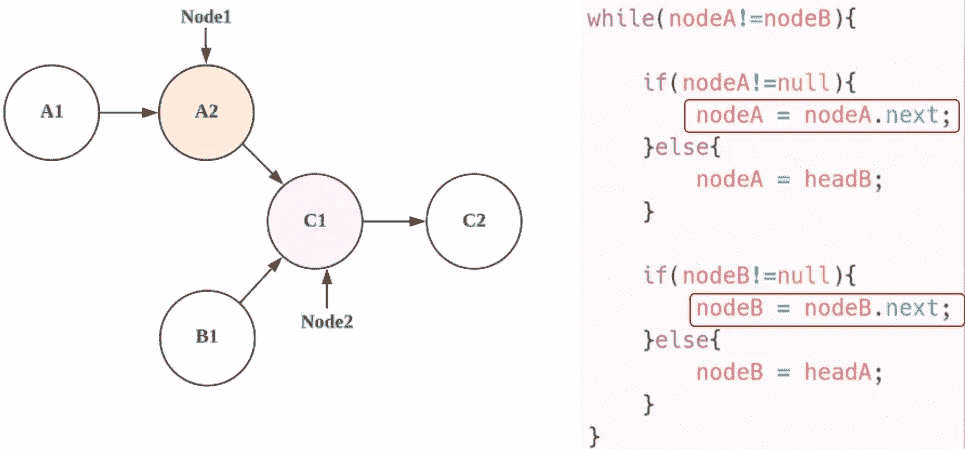 Node1
A1
A2
C1
C2
B1
Node2
while(nodeA!=nodeB){
if(nodeA!=null){
nodeA = nodeA.next;
}else{
nodeA = headB;
}
if(nodeB!=null){
nodeB = nodeB.next;
}else{
nodeB = headA;
}
}